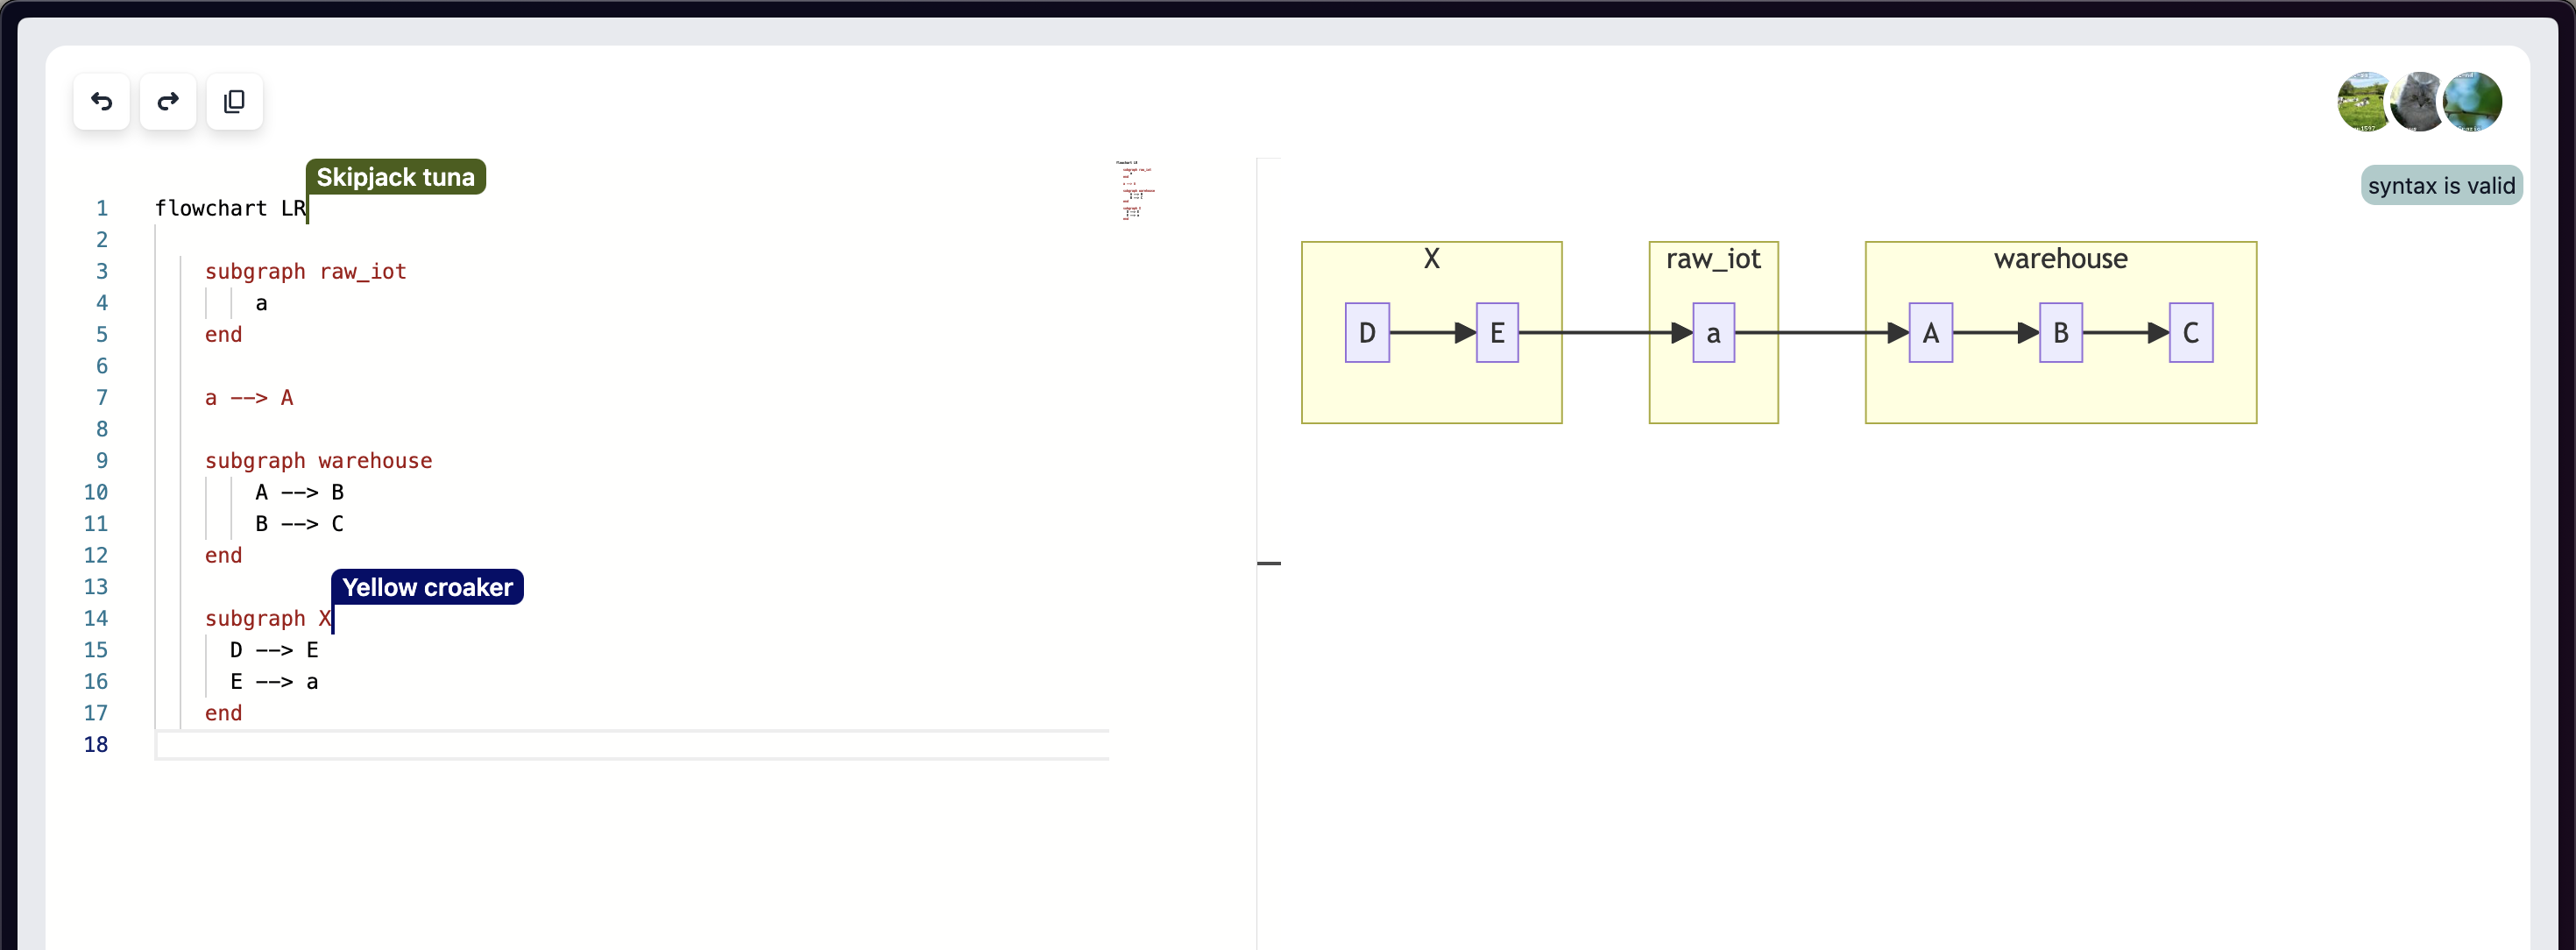 Skipjack tuna
1 flowchart LR
2
3 subgraph raw_iot
4 a
5 end
6
7 a --> A
8
9 subgraph warehouse
10 A --> B
11 B --> C
12 end
13
Yellow croaker
14 subgraph X
15 D --> E
16 E --> a
17 end
18
syntax is valid
X
raw_iot
warehouse
D
E
a
A
B
C